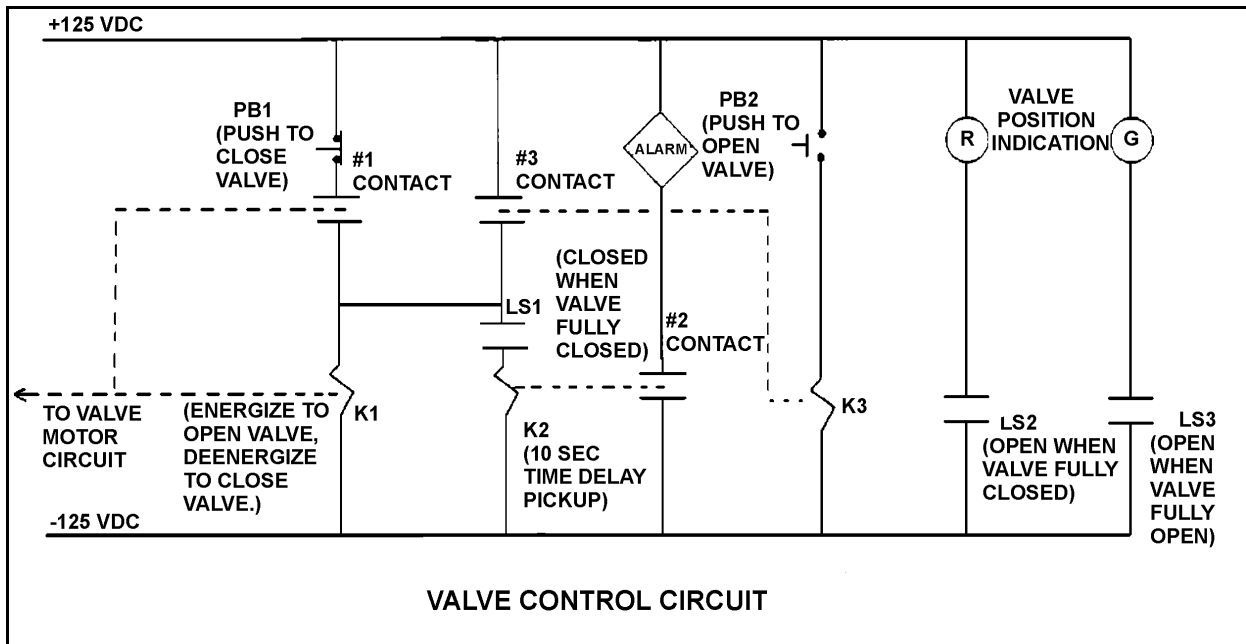 +125 VDC
PB1
(PUSH TO
CLOSE
VALVE)
#1
CONTACT
#3
CONTACT
ALARM
PB2
(PUSH TO
OPEN
VALVE)
R
VALVE
POSITION
INDICATION
G
(CLOSED
WHEN
VALVE
FULLY
CLOSED)
LS1
#2
CONTACT
TO VALVE
MOTOR
CIRCUIT
(ENERGIZE TO
OPEN VALVE,
DEENERGIZE
TO CLOSE
VALVE.)
K1
K2
(10 SEC
TIME DELAY
PICKUP)
K3
LS2
(OPEN WHEN
VALVE FULLY
CLOSED)
LS3
(OPEN
WHEN
VALVE
FULLY
OPEN)
-125 VDC
VALVE CONTROL CIRCUIT